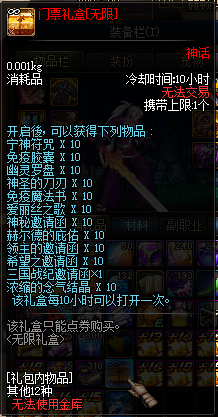 门票礼盒[无限]
装备栏(I)
神话
0.001kg
冷却时间:10小时
消耗品
无法交易
携带上限1个
开启後,可以获得下列物品:
宁神符咒 X 10
免疫胶囊 X 10
幽灵罗盘 X 10
神圣的刀刃 X 10
免疫魔法书 X 10
爱丽丝之歌 X 10
神秘邀请函 X 10
赫尔德的庇佑 X 10
领主的邀请函 X 10
希望之邀请函 X 10
三国战纪邀请函×1
浓缩的念气结晶 X 10
该礼盒每10小时可以打开一次。
该礼盒只能点券购买。
<无限礼盒>
[礼包内物品]
其他12种
无法使用金库
副职业